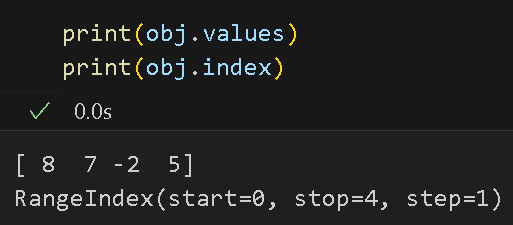 print(obj.values)
print(obj.index)
0.0s
[ 8  7 -2  5]
RangeIndex(start=0, stop=4, step=1)